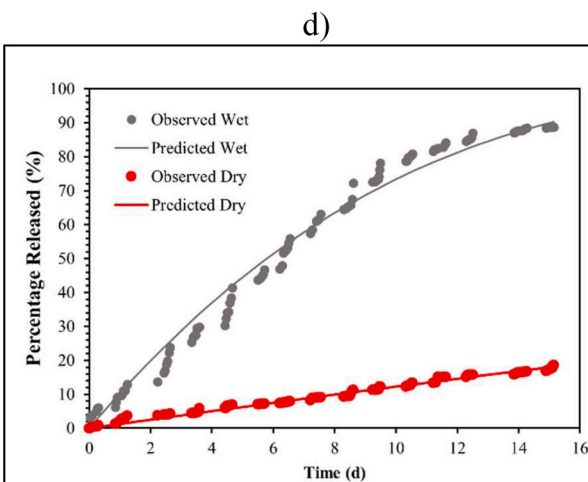 d)
100
90
80
70
60
50
40
30
20
10
0
Percentage Released (%)
Observed Wet
Predicted Wet
Observed Dry
Predicted Dry
0 2 4 6 8 10 12 14 16
Time (d)